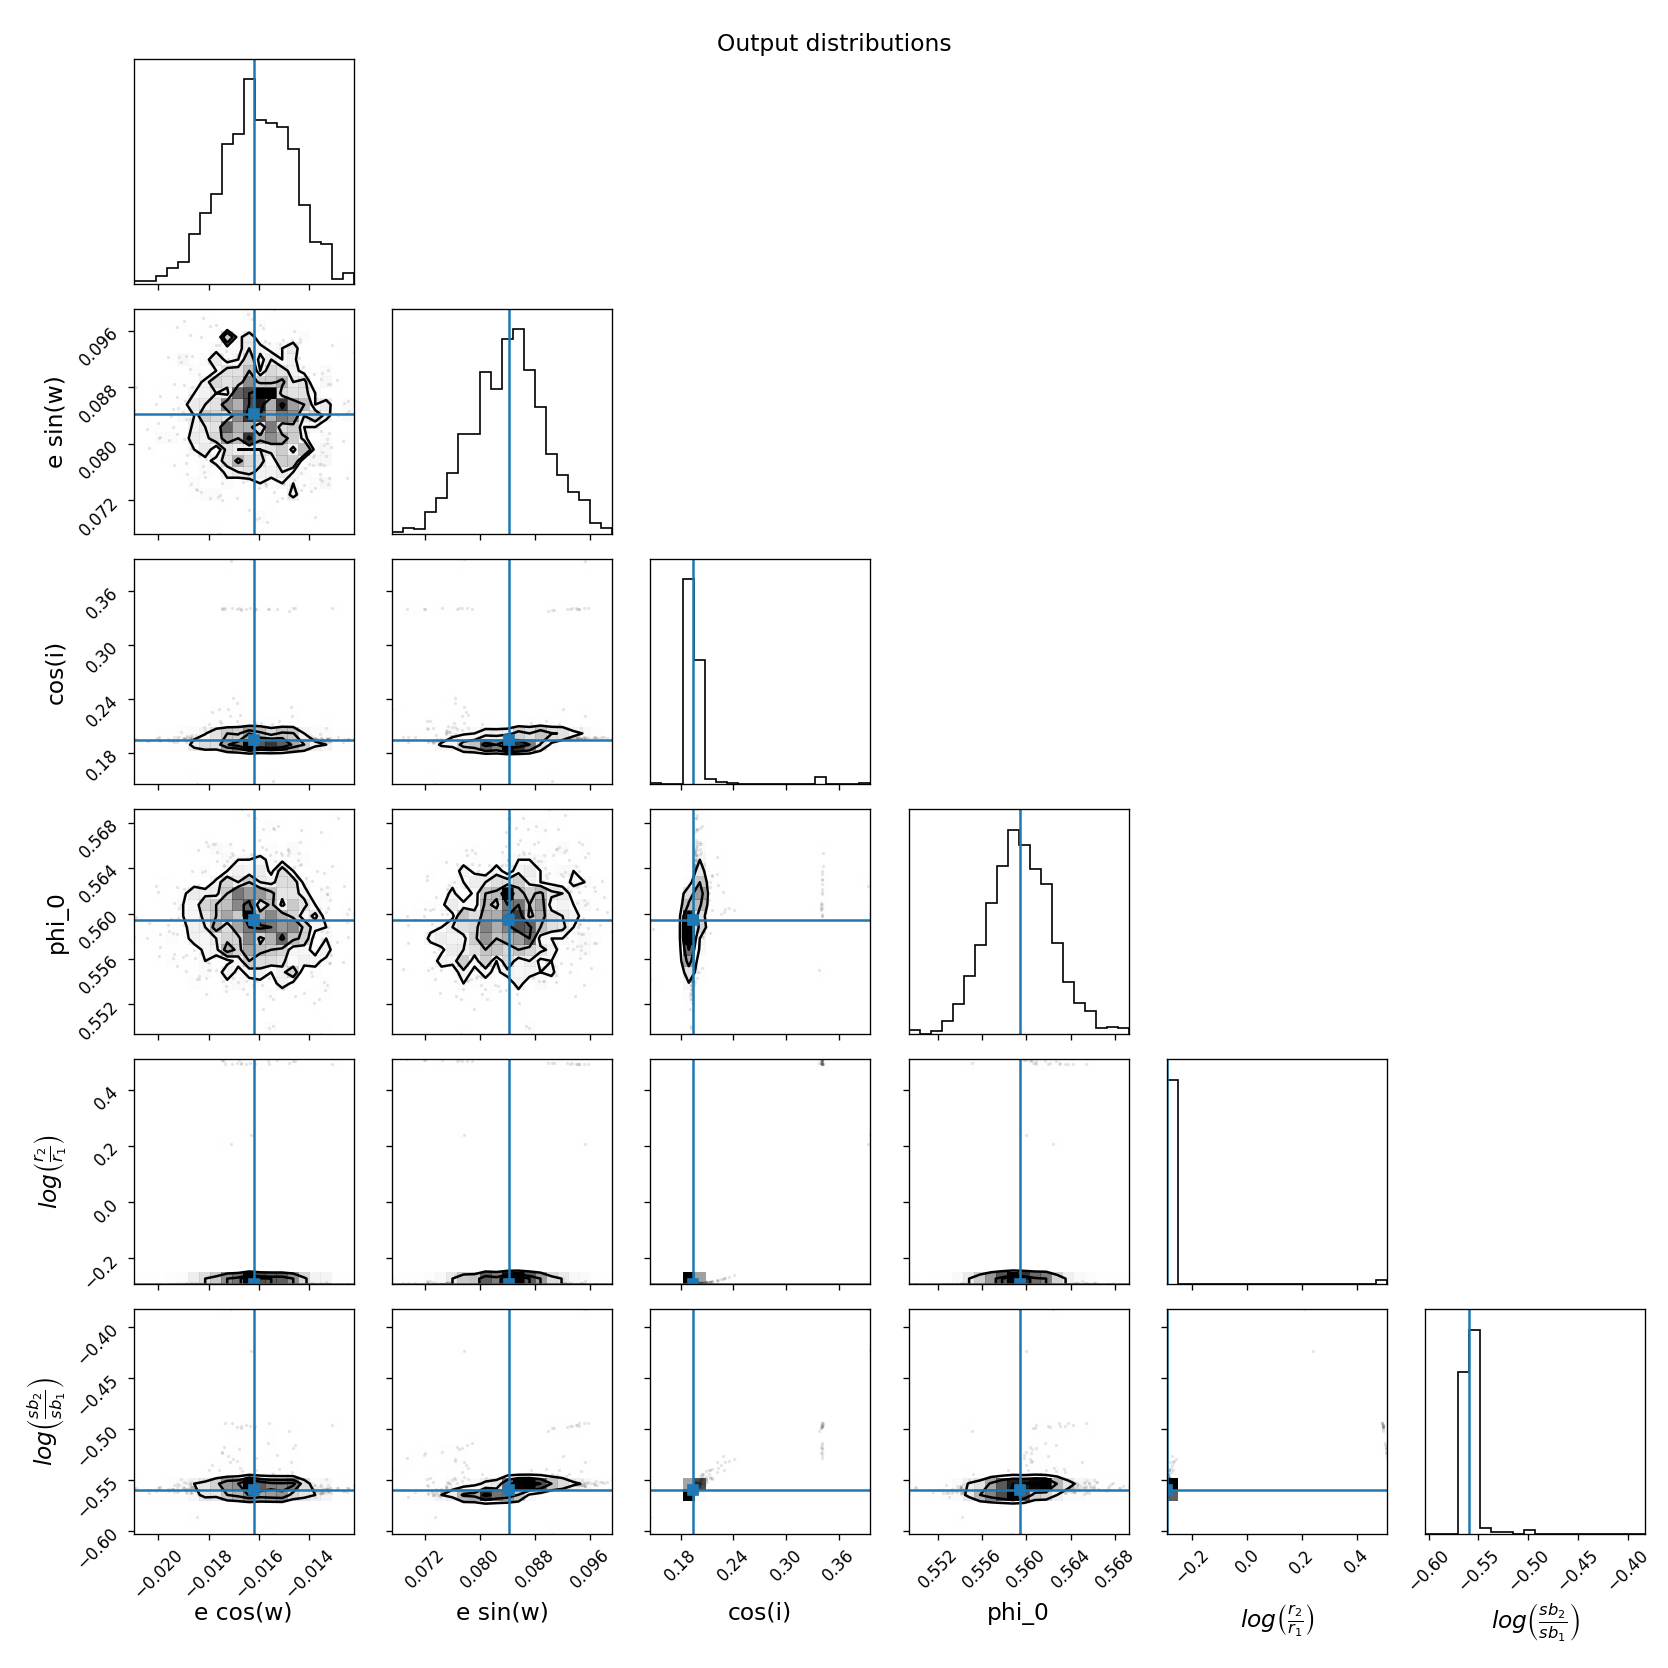 Output distributions
e sin(w)
0.096
0.088
0.080
0.072
cos(i)
0.36
0.30
0.24
0.18
phi_0
0.568
0.564
0.560
0.556
0.552
log(r2/r1)
0.4
0.2
0.0
−0.2
log(sb2/sb1)
−0.40
−0.45
−0.50
−0.55
−0.60
−0.020 −0.018 −0.016 −0.014
0.072 0.080 0.088 0.096
0.18 0.24 0.30 0.36
0.552 0.556 0.560 0.564 0.568
−0.2 0.0 0.2 0.4
−0.60 −0.55 −0.50 −0.45 −0.40
e cos(w)
e sin(w)
cos(i)
phi_0
log(r2/r1)
log(sb2/sb1)